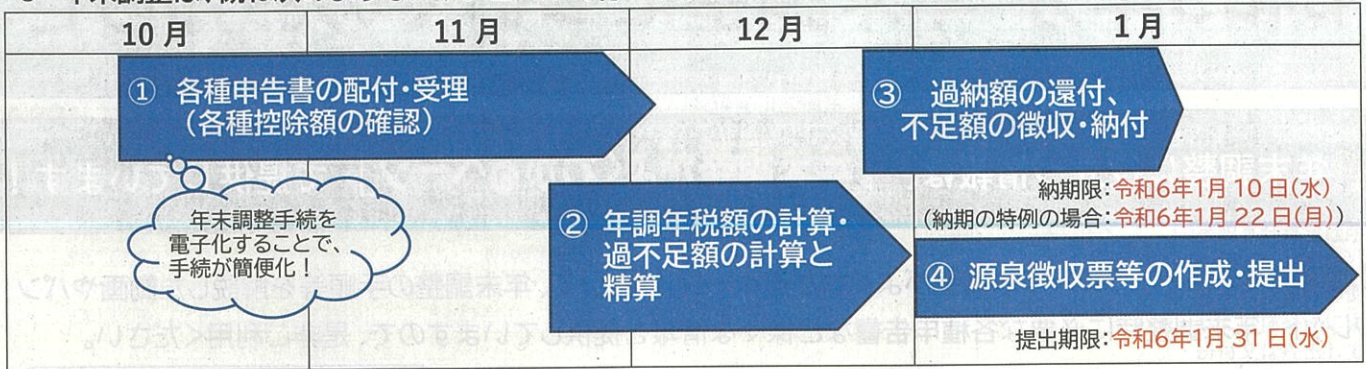 10月
11月
12月
1月
① 各種申告書の配付・受理
（各種控除額の確認）
年末調整手続を
電子化することで、
手続が簡便化！
② 年調年税額の計算・
過不足額の計算と
精算
③ 過納額の還付、
不足額の徴収・納付
納期限：令和6年1月10日(水)
(納期の特例の場合：令和6年1月22日(月))
④ 源泉徴収票等の作成・提出
提出期限：令和6年1月31日(水)